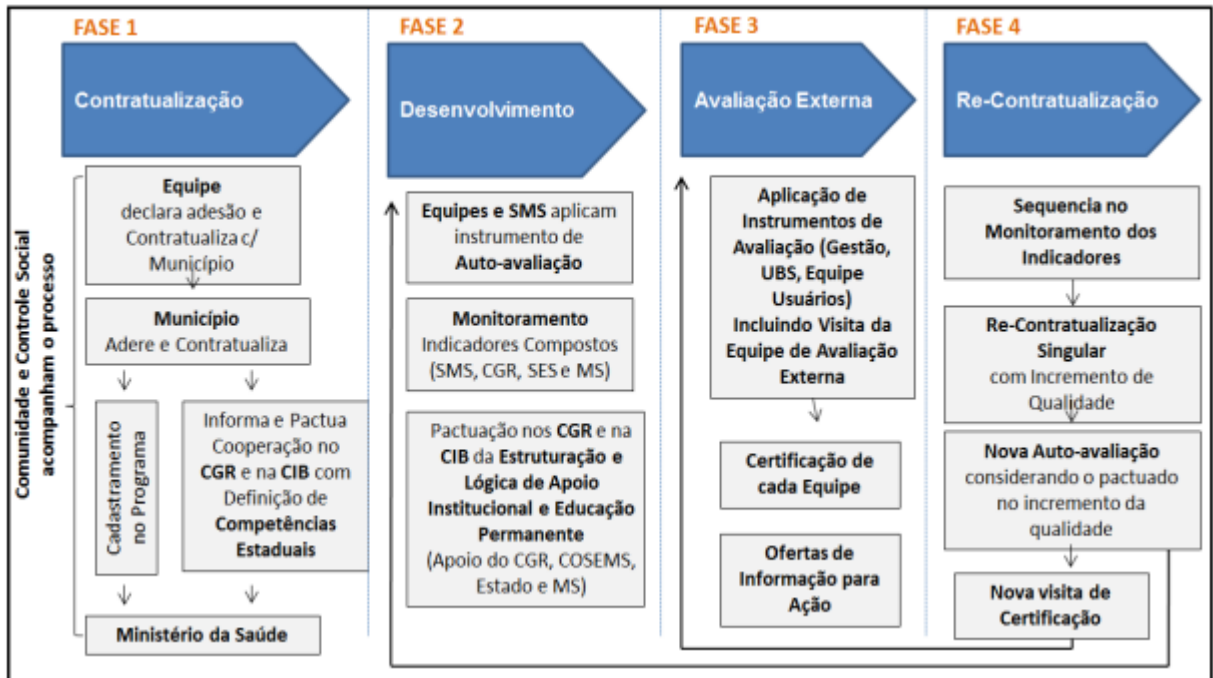 FASE 1
Contratualização
Comunidade e Controle Social
acompanham o processo
Equipe
declara adesão e
Contratualiza c/
Município
Município
Adere e Contratualiza
Cadastramento
no Programa
Informa e Pactua
Cooperação no
CGR e na CIB com
Definição de
Competências
Estaduais
Ministério da Saúde
FASE 2
Desenvolvimento
Equipes e SMS aplicam
instrumento de
Auto-avaliação
Monitoramento
Indicadores Compostos
(SMS, CGR, SES e MS)
Pactuação nos CGR e na
CIB da Estruturação e
Lógica de Apoio
Institucional e Educação
Permanente
(Apoio do CGR, COSEMS,
Estado e MS)
FASE 3
Avaliação Externa
Aplicação de
Instrumentos de
Avaliação (Gestão,
UBS, Equipe
Usuários)
Incluindo Visita da
Equipe de Avaliação
Externa
Certificação de
cada Equipe
Ofertas de
Informação para
Ação
FASE 4
Re-Contratualização
Sequencia no
Monitoramento dos
Indicadores
Re-Contratualização
Singular
com Incremento de
Qualidade
Nova Auto-avaliação
considerando o pactuado
no incremento da
qualidade
Nova visita de
Certificação